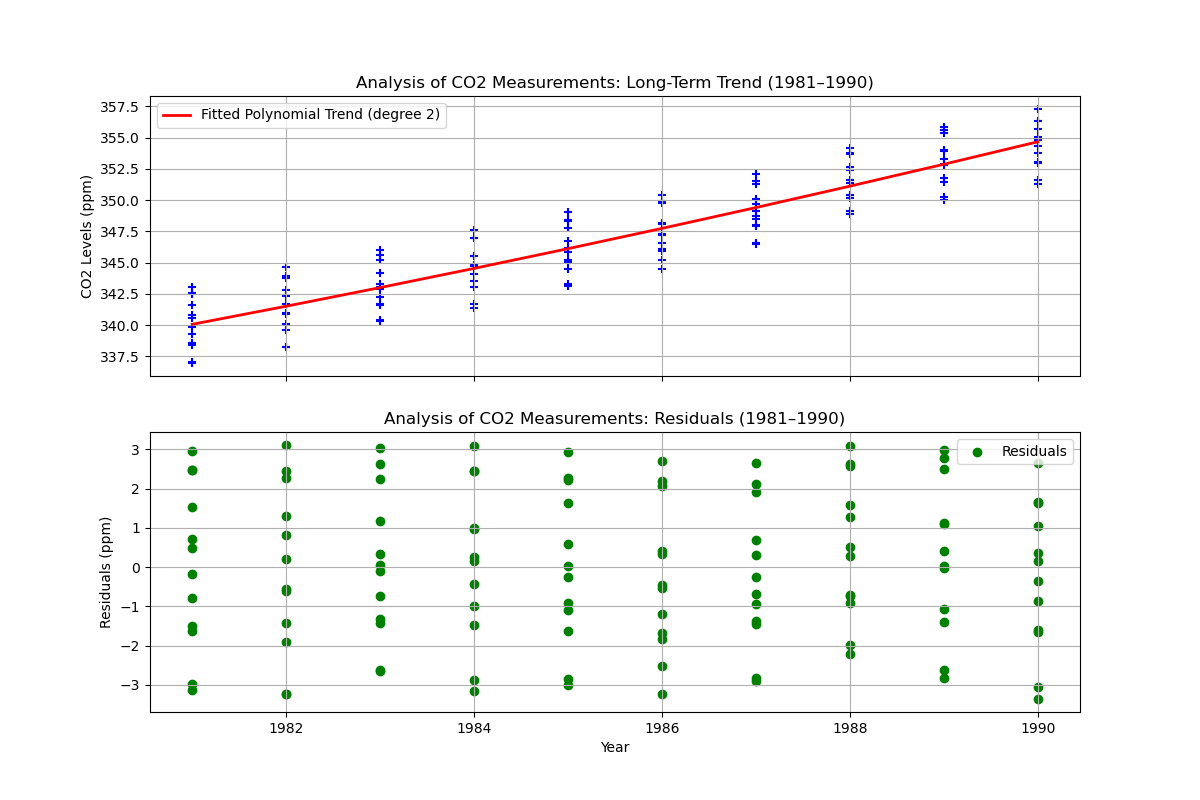 Analysis of CO2 Measurements: Long-Term Trend (1981–1990)
Fitted Polynomial Trend (degree 2)
357.5
355.0
352.5
350.0
347.5
345.0
342.5
340.0
337.5
CO2 Levels (ppm)
Analysis of CO2 Measurements: Residuals (1981–1990)
Residuals
3
2
1
0
−1
−2
−3
Residuals (ppm)
1982 1984 1986 1988 1990
Year